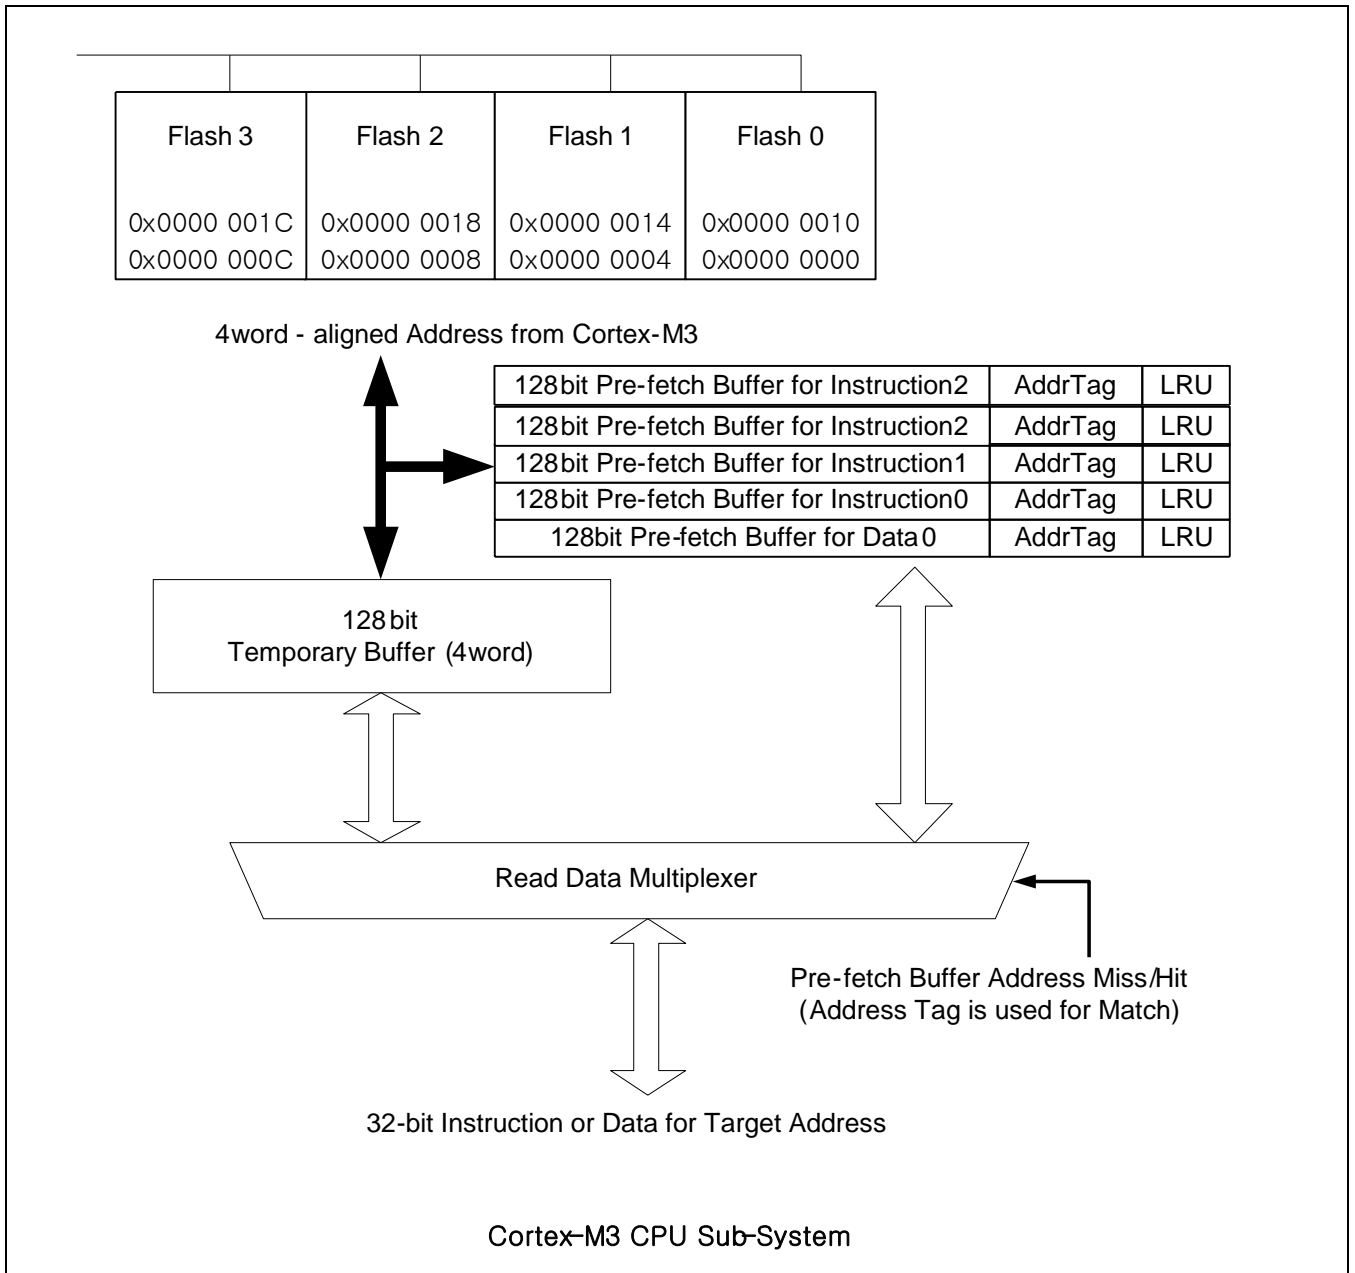 Flash 3 Flash 2 Flash 1 Flash 0
0x0000 001C 0x0000 0018 0x0000 0014 0x0000 0010
0x0000 000C 0x0000 0008 0x0000 0004 0x0000 0000
4word - aligned Address from Cortex-M3
128bit Pre-fetch Buffer for Instruction2 AddrTag LRU
128bit Pre-fetch Buffer for Instruction2 AddrTag LRU
128bit Pre-fetch Buffer for Instruction1 AddrTag LRU
128bit Pre-fetch Buffer for Instruction0 AddrTag LRU
128bit Pre-fetch Buffer for Data0 AddrTag LRU
128bit
Temporary Buffer (4word)
Read Data Multiplexer
Pre-fetch Buffer Address Miss/Hit
(Address Tag is used for Match)
32-bit Instruction or Data for Target Address
Cortex-M3 CPU Sub-System